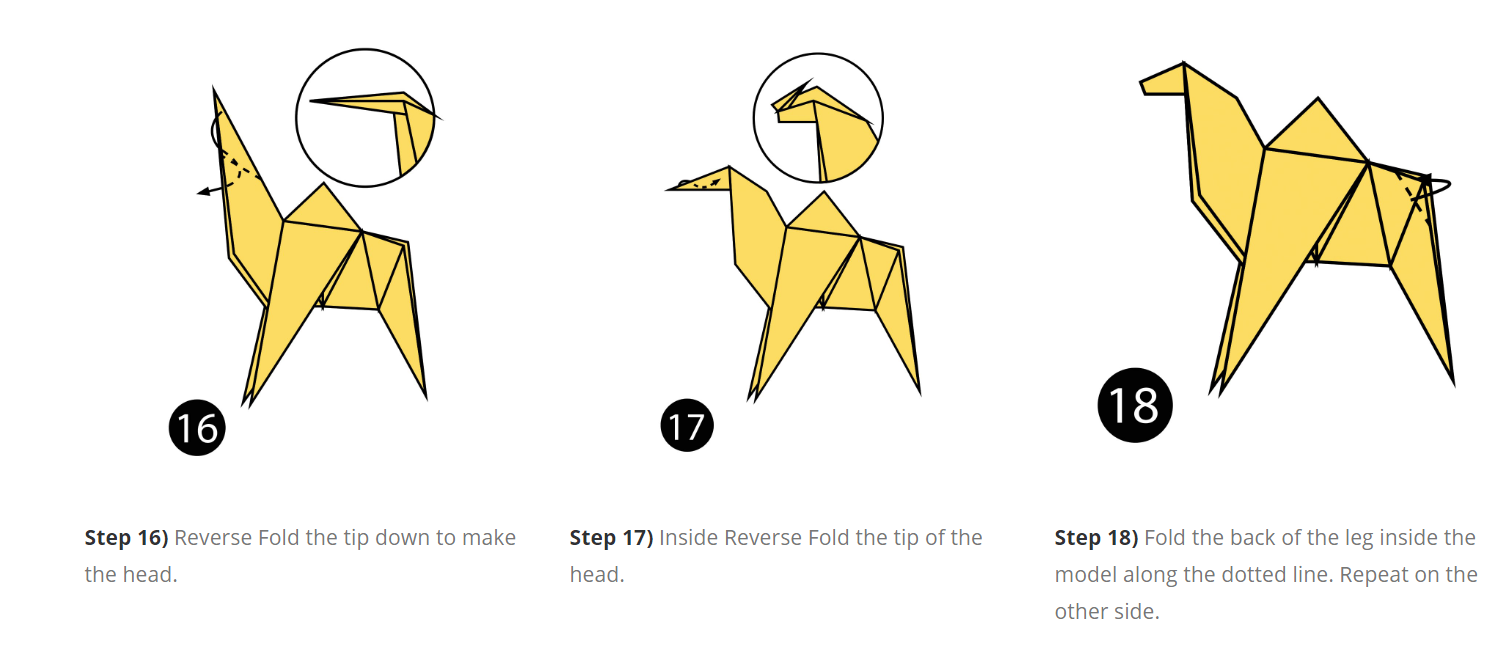 16
17
18
Step 16) Reverse Fold the tip down to make
the head.
Step 17) Inside Reverse Fold the tip of the
head.
Step 18) Fold the back of the leg inside the
model along the dotted line. Repeat on the
other side.